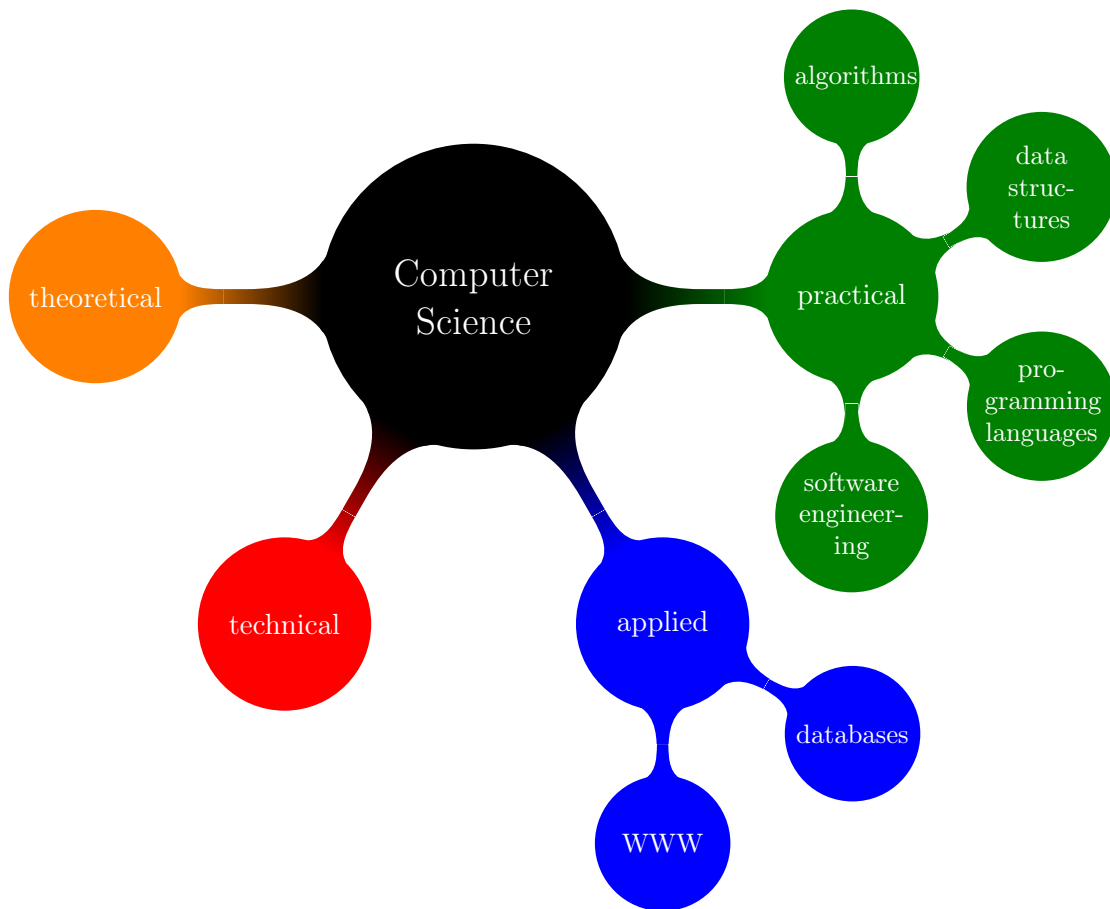 Computer
Science
practical
algorithms
data
struc-
tures
pro-
gramming
languages
software
engineer-
ing
applied
databases
WWW
technical
theoretical